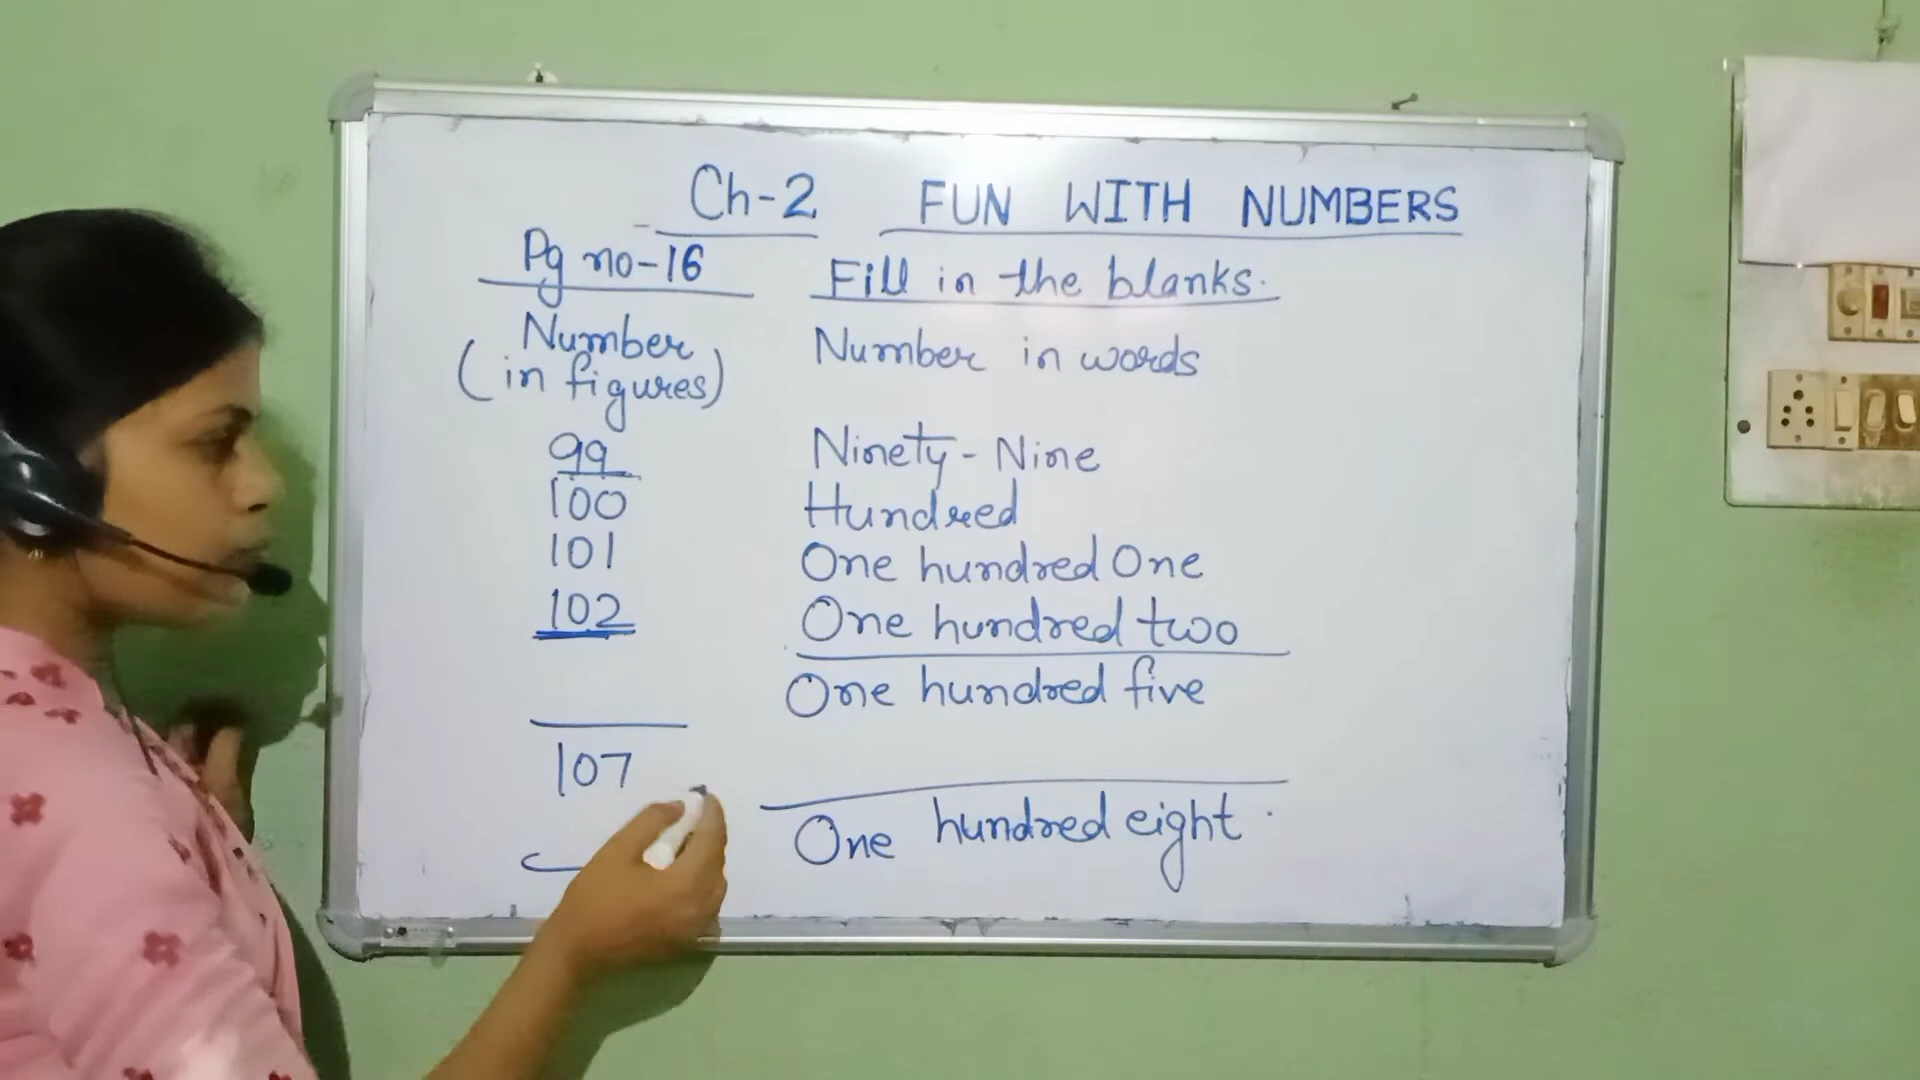 Ch-2 FUN WITH NUMBERS
Pg no-16 Fill in the blanks.
Number Number in words
(in figures)
99 Ninety-Nine
100 Hundred
101 One hundred One
102 One hundred two
One hundred five
107
One hundred eight.